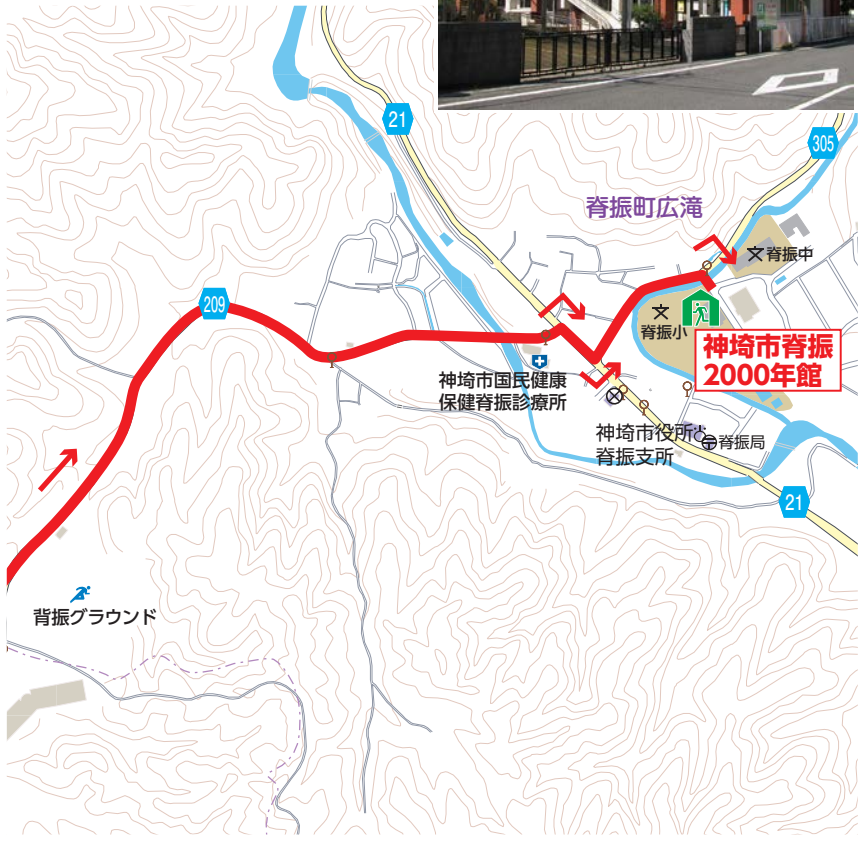 21
305
脊振町広滝
脊振中
209
脊振小
神埼市脊振
2000年館
神埼市国民健康
保健脊振診療所
神埼市役所
脊振支所
脊振局
21
背振グラウンド